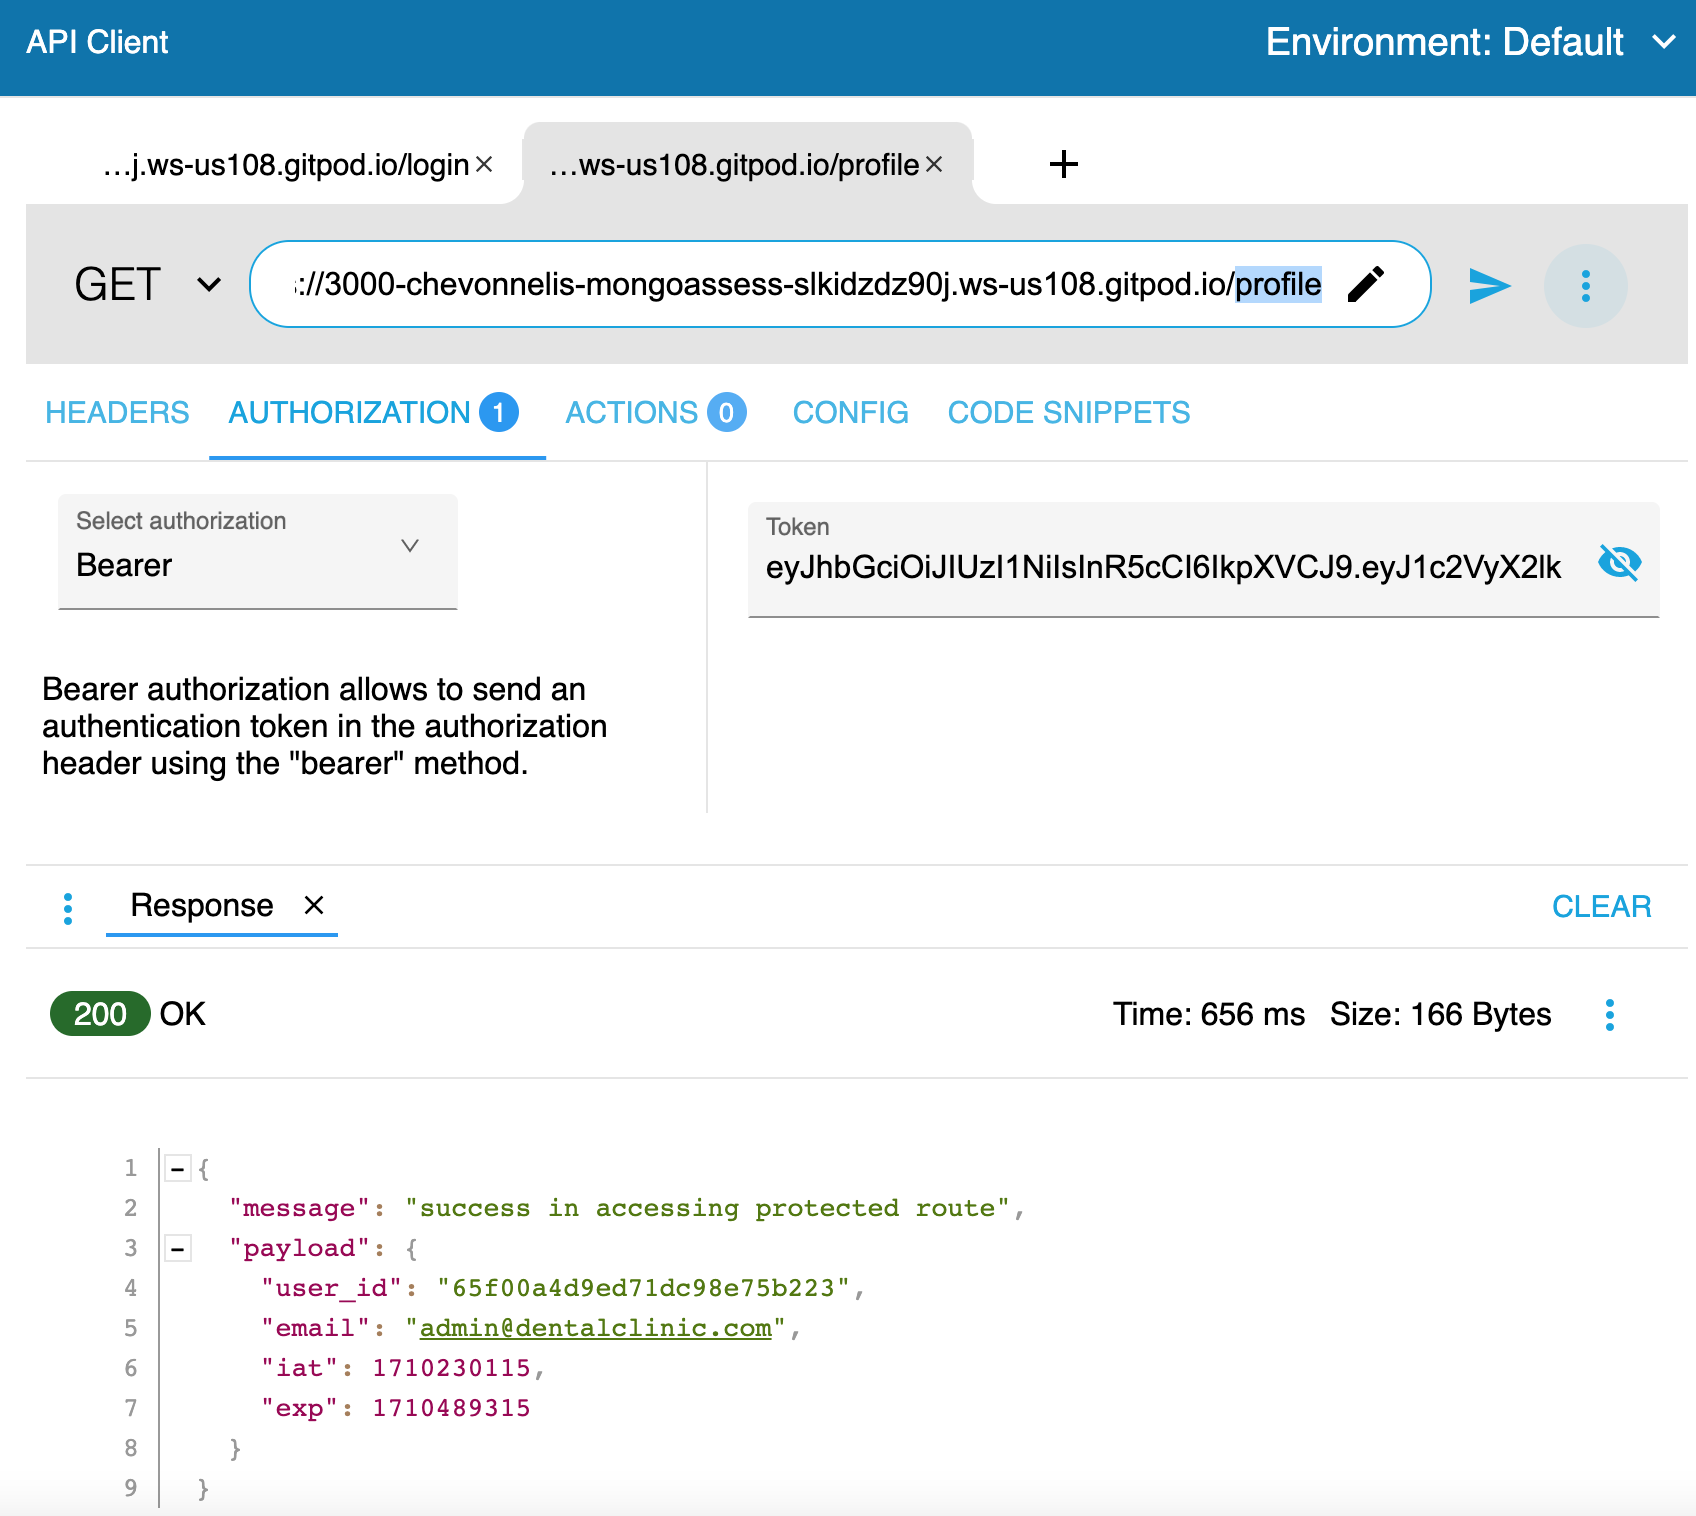 API Client
Environment: Default
...j.ws-us108.gitpod.io/login ×
...ws-us108.gitpod.io/profile ×
+
GET
://3000-chevonnelis-mongoassess-slkidzdz90j.ws-us108.gitpod.io/profile
HEADERS AUTHORIZATION 1 ACTIONS 0 CONFIG CODE SNIPPETS
Select authorization
Bearer
Token
eyJhbGciOiJIUzI1NiIsInR5cCI6IkpXVCJ9.eyJ1c2VyX2lk
Bearer authorization allows to send an
authentication token in the authorization
header using the "bearer" method.
Response ×
CLEAR
200 OK
Time: 656 ms Size: 166 Bytes
1 {
2 "message": "success in accessing protected route",
3 "payload": {
4 "user_id": "65f00a4d9ed71dc98e75b223",
5 "email": "admin@dentalclinic.com",
6 "iat": 1710230115,
7 "exp": 1710489315
8 }
9 }